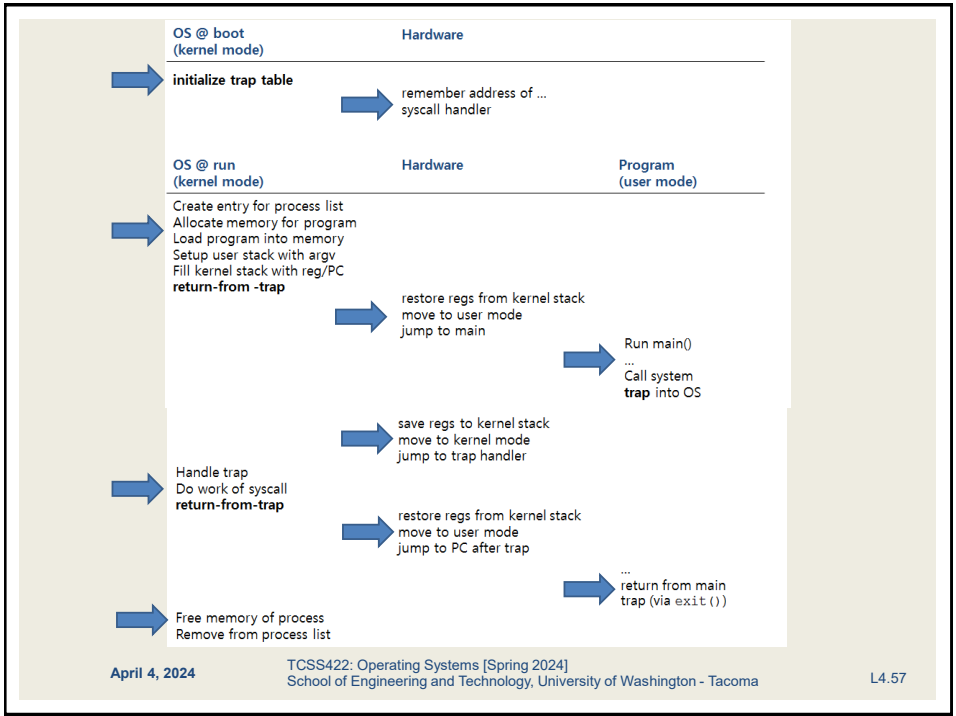 OS @ boot
(kernel mode)
Hardware
initialize trap table
remember address of …
syscall handler
OS @ run
(kernel mode)
Hardware
Program
(user mode)
Create entry for process list
Allocate memory for program
Load program into memory
Setup user stack with argv
Fill kernel stack with reg/PC
return-from -trap
restore regs from kernel stack
move to user mode
jump to main
Run main()
…
Call system
trap into OS
save regs to kernel stack
move to kernel mode
jump to trap handler
Handle trap
Do work of syscall
return-from-trap
restore regs from kernel stack
move to user mode
jump to PC after trap
…
return from main
trap (via exit())
Free memory of process
Remove from process list
April 4, 2024
TCSS422: Operating Systems [Spring 2024]
School of Engineering and Technology, University of Washington - Tacoma
L4.57